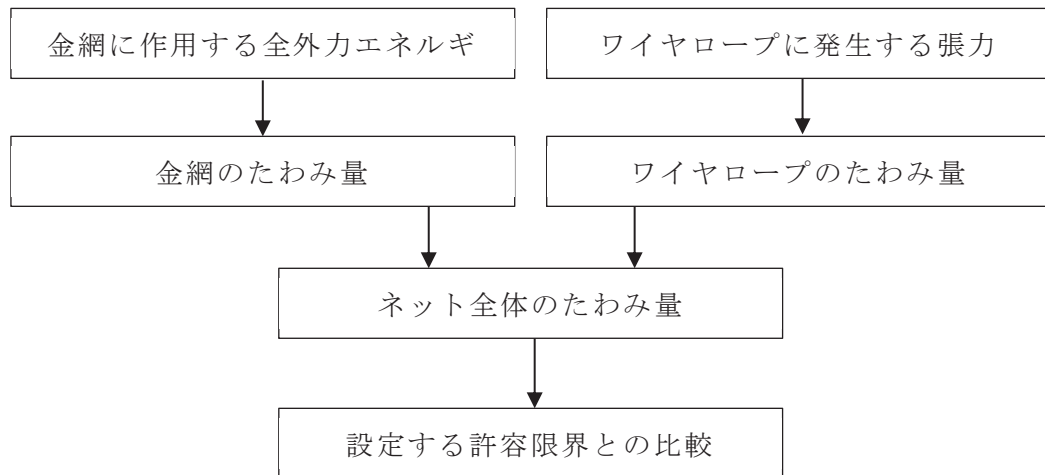 金網に作用する全外力エネルギ
ワイヤロープに発生する張力
金網のたわみ量
ワイヤロープのたわみ量
ネット全体のたわみ量
設定する許容限界との比較